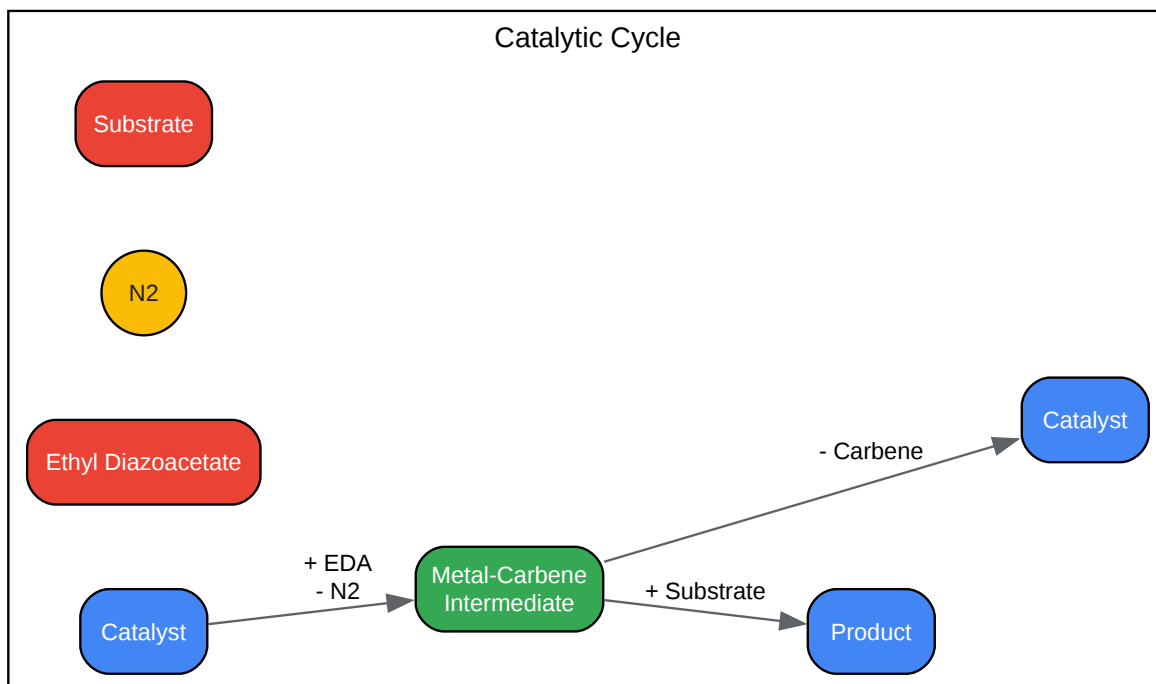 Catalytic Cycle
Substrate
N2
Ethyl Diazoacetate
Catalyst
- Carbene
+ EDA
- N2
Metal-Carbene
Intermediate
+ Substrate
Catalyst
Product